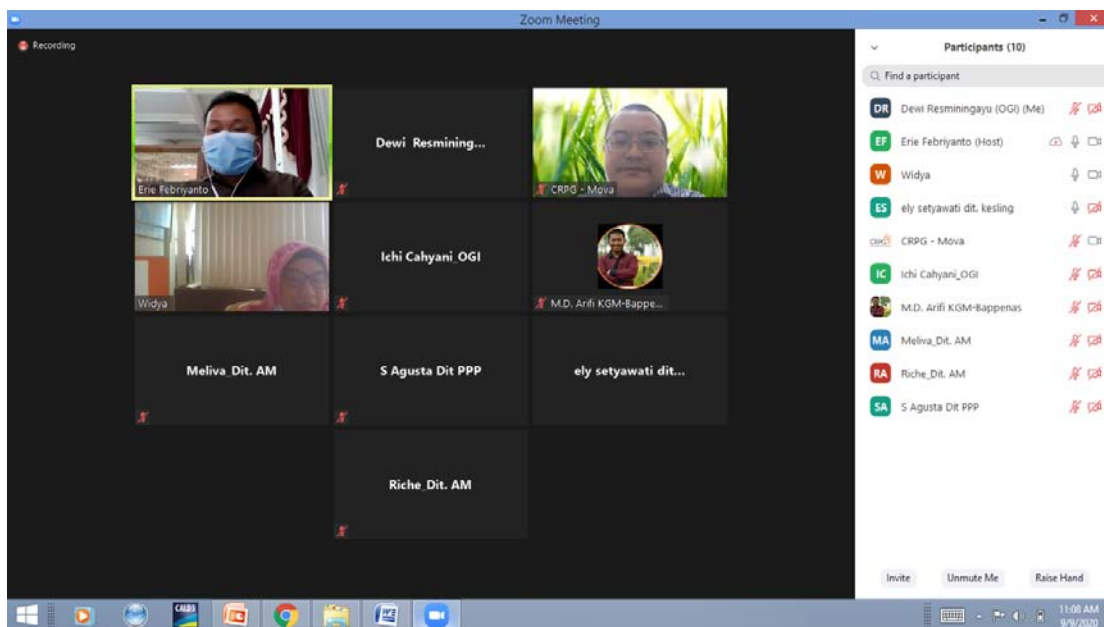 Zoom Meeting
Recording
Participants (10)
Find a participant
Erie Febriyanto
Dewi Resmining...
CRPG - Mova
Widya
Ichi Cahyani_OGI
M.D. Arifi KGM-Bappe...
Meliva_Dit. AM
S Agusta Dit PPP
ely setyawati dit...
Riche_Dit. AM
DR Dewi Resminingayu (OGI) (Me)
EF Erie Febriyanto (Host)
W Widya
ES ely setyawati dit. kesling
CRPG CRPG - Mova
IC Ichi Cahyani_OGI
M.D. Arifi KGM-Bappenas
MA Meliva_Dit. AM
RA Riche_Dit. AM
SA S Agusta Dit PPP
Invite Unmute Me Raise Hand
11:08 AM
9/9/2020